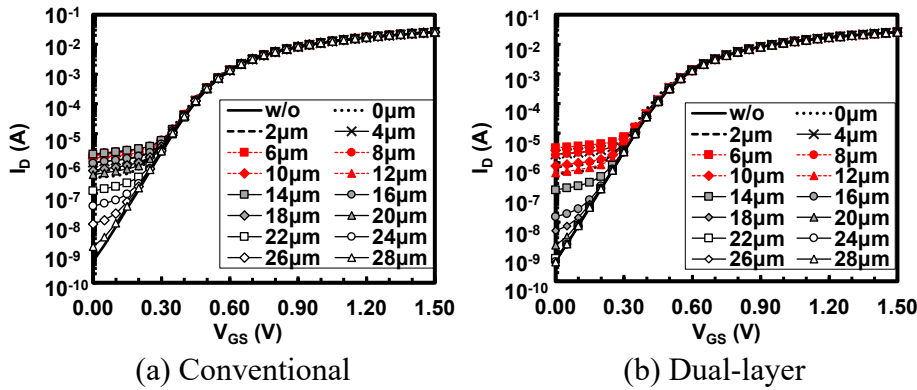 10⁻¹
10⁻²
10⁻³
10⁻⁴
10⁻⁵
10⁻⁶
10⁻⁷
10⁻⁸
10⁻⁹
10⁻¹⁰
I_D (A)
w/o 0µm
2µm 4µm
6µm 8µm
10µm 12µm
14µm 16µm
18µm 20µm
22µm 24µm
26µm 28µm
0.00 0.30 0.60 0.90 1.20 1.50
V_GS (V)
(a) Conventional
10⁻¹
10⁻²
10⁻³
10⁻⁴
10⁻⁵
10⁻⁶
10⁻⁷
10⁻⁸
10⁻⁹
10⁻¹⁰
I_D (A)
w/o 0µm
2µm 4µm
6µm 8µm
10µm 12µm
14µm 16µm
18µm 20µm
22µm 24µm
26µm 28µm
0.00 0.30 0.60 0.90 1.20 1.50
V_GS (V)
(b) Dual-layer